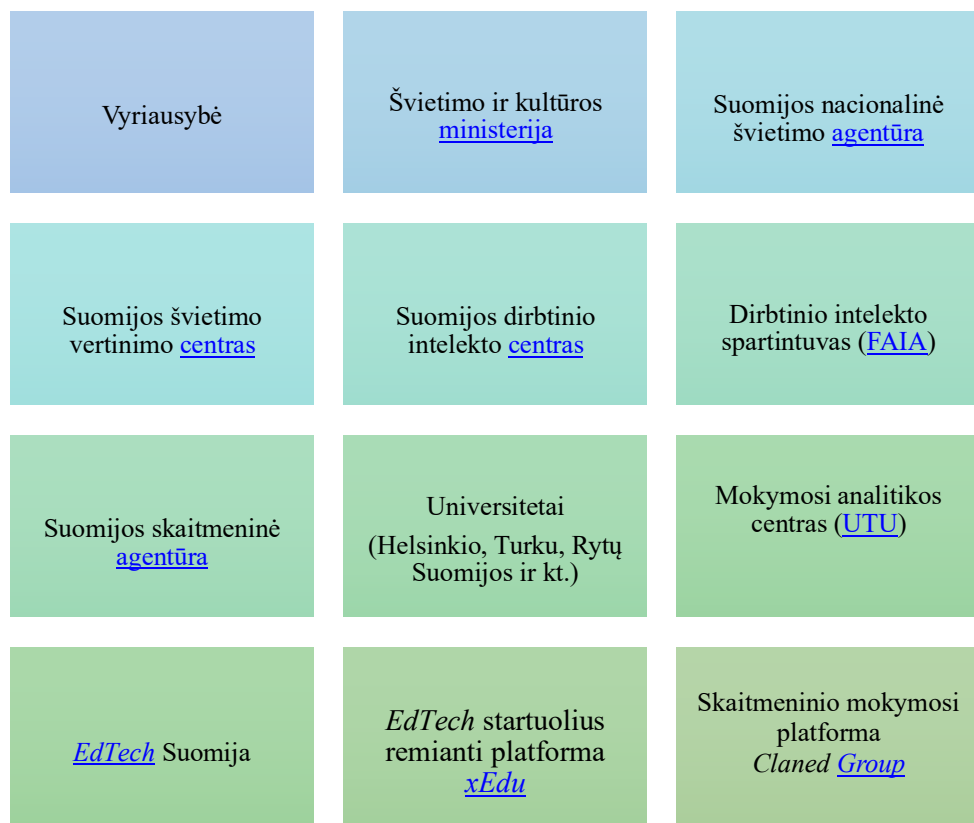 Vyriausybė
Švietimo ir kultūros
ministerija
Suomijos nacionalinė
švietimo agentūra
Suomijos švietimo
vertinimo centras
Suomijos dirbtinio
intelekto centras
Dirbtinio intelekto
spartintuvas (FAIA)
Suomijos skaitmeninė
agentūra
Universitetai
(Helsinkio, Turku, Rytų
Suomijos ir kt.)
Mokymosi analitikos
centras (UTU)
EdTech Suomija
EdTech startuolius
remianti platforma
xEdu
Skaitmeninio mokymosi
platforma
Claned Group